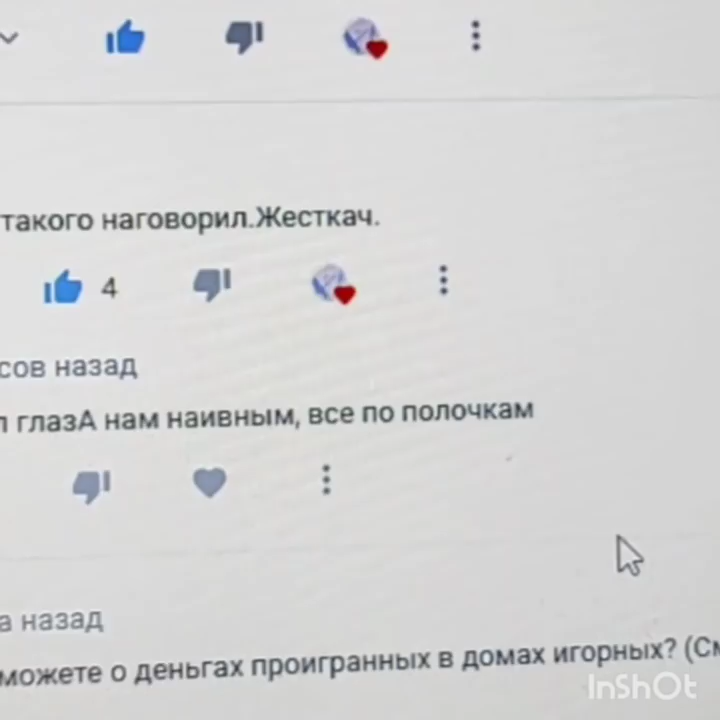 такого наговорил.Жесткач.
4
сов назад
глазА нам наивным, все по полочкам
назад
можете о деньгах проигранных в домах игорных? (См
InShOt